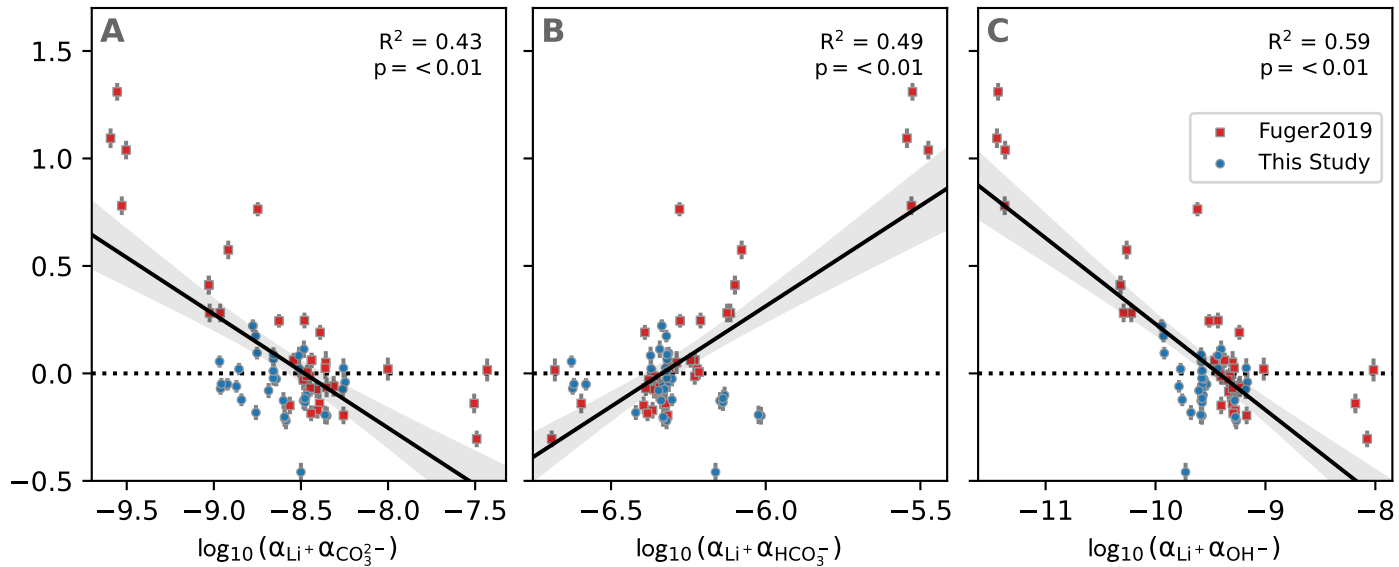 A
R² = 0.43
p = <0.01
B
R² = 0.49
p = <0.01
C
R² = 0.59
p = <0.01
Fuger2019
This Study
1.5
1.0
0.5
0.0
−0.5
−9.5 −9.0 −8.5 −8.0 −7.5
−6.5 −6.0 −5.5
−11 −10 −9 −8
log₁₀ (α_Li⁺ α_CO₃²⁻)
log₁₀ (α_Li⁺ α_HCO₃⁻)
log₁₀ (α_Li⁺ α_OH⁻)